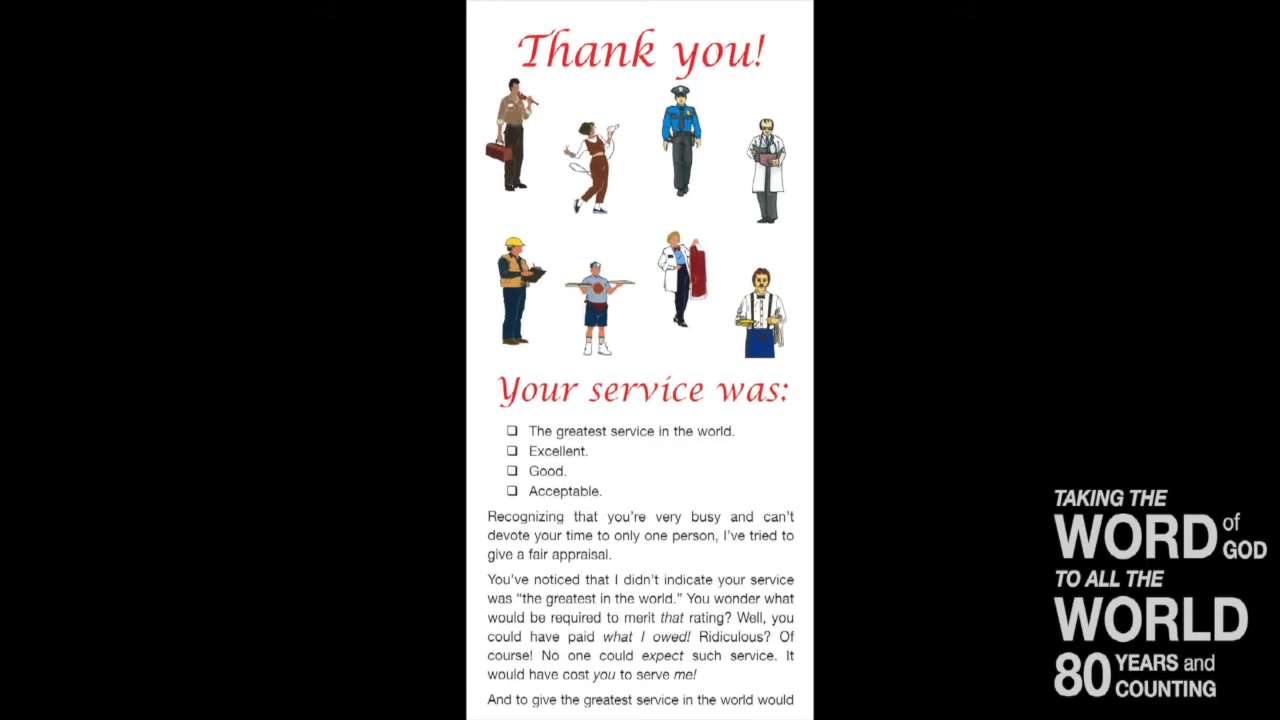 Thank you!
Your service was:
❑ The greatest service in the world.
❑ Excellent.
❑ Good.
❑ Acceptable.
Recognizing that you're very busy and can't
devote your time to only one person, I've tried to
give a fair appraisal.
You've noticed that I didn't indicate your service
was “the greatest in the world.” You wonder what
would be required to merit that rating? Well, you
could have paid what I owed! Ridiculous? Of
course! No one could expect such service. It
would have cost you to serve me!
And to give the greatest service in the world would
TAKING THE
WORD of GOD
TO ALL THE
WORLD
80 YEARS and
COUNTING